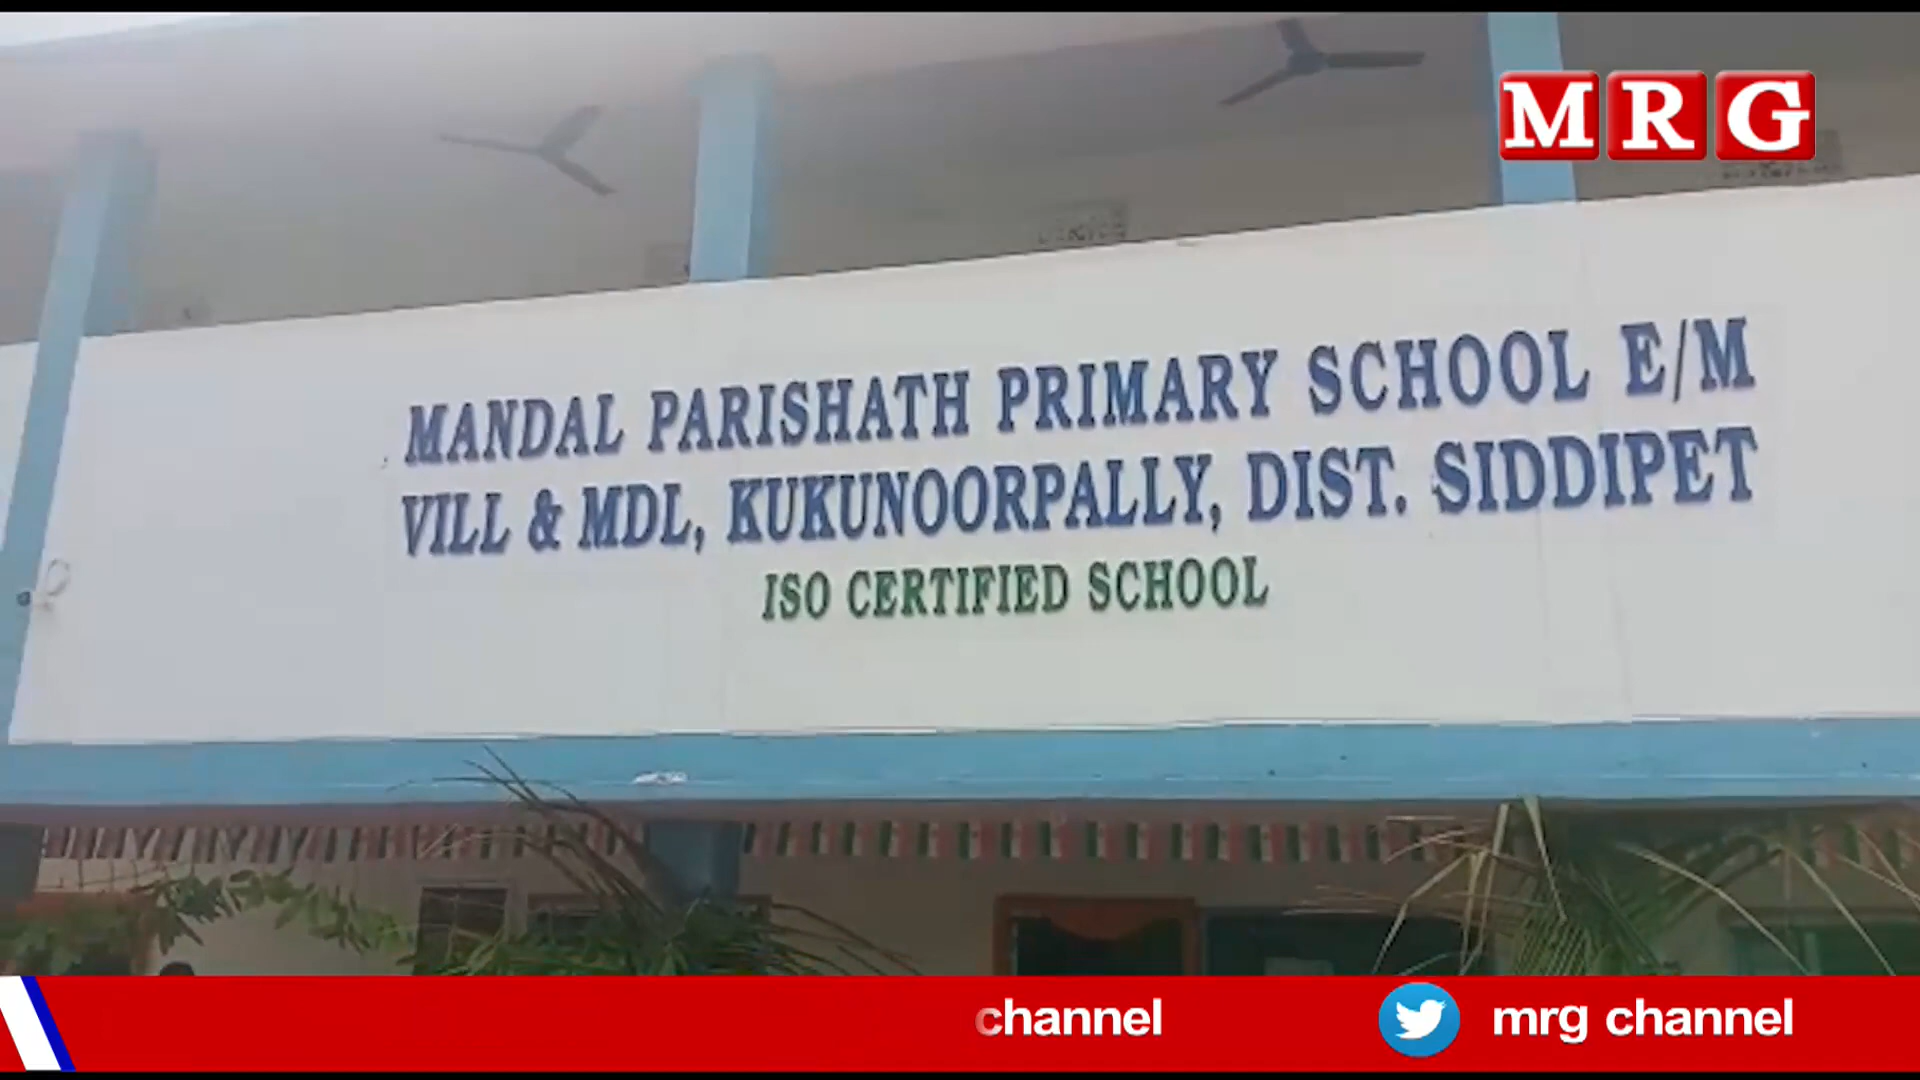 MRG
MANDAL PARISHATH PRIMARY SCHOOL E/M
VILL & MDL, KUKUNOORPALLY, DIST. SIDDIPET
ISO CERTIFIED SCHOOL
channel
mrg channel